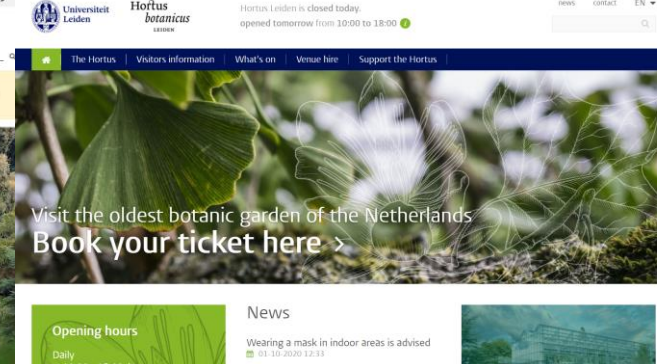 Universiteit
Leiden
Hortus
botanicus
LEIDEN
Hortus Leiden is closed today.
opened tomorrow from 10:00 to 18:00
news contact EN
The Hortus Visitors information What's on Venue hire Support the Hortus
Visit the oldest botanic garden of the Netherlands
Book your ticket here >
Opening hours
Daily
News
Wearing a mask in indoor areas is advised
01-10-2020 12:33